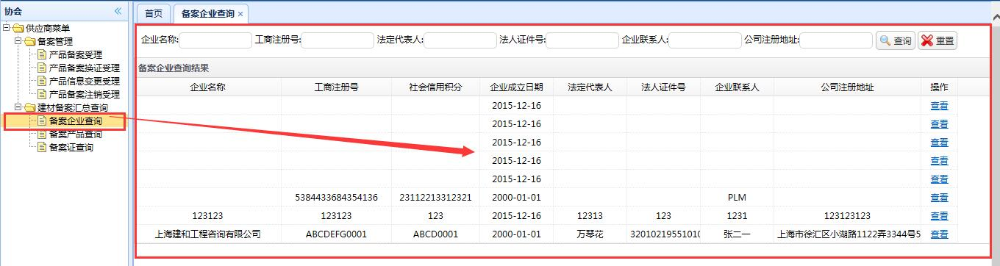 协会
首页 备案企业查询
供应商菜单
备案管理
产品备案受理
产品备案换证受理
产品信息变更受理
产品备案注销受理
建材备案汇总查询
备案企业查询
备案产品查询
备案证查询
企业名称: 工商注册号: 法定代表人: 法人证件号: 企业联系人: 公司注册地址: 查询 重置
备案企业查询结果
企业名称 工商注册号 社会信用积分 企业成立日期 法定代表人 法人证件号 企业联系人 公司注册地址 操作
2015-12-16 查看
2015-12-16 查看
2015-12-16 查看
2015-12-16 查看
2015-12-16 查看
5384433684354136 23112213312321 2000-01-01 PLM 查看
123123 123123 123 2015-12-16 12313 123 1231 123123123 查看
上海建和工程咨询有限公司 ABCDEFG0001 ABCD0001 2000-01-01 万琴花 32010219551010 张二一 上海市徐汇区小湖路1122弄3344号5 查看